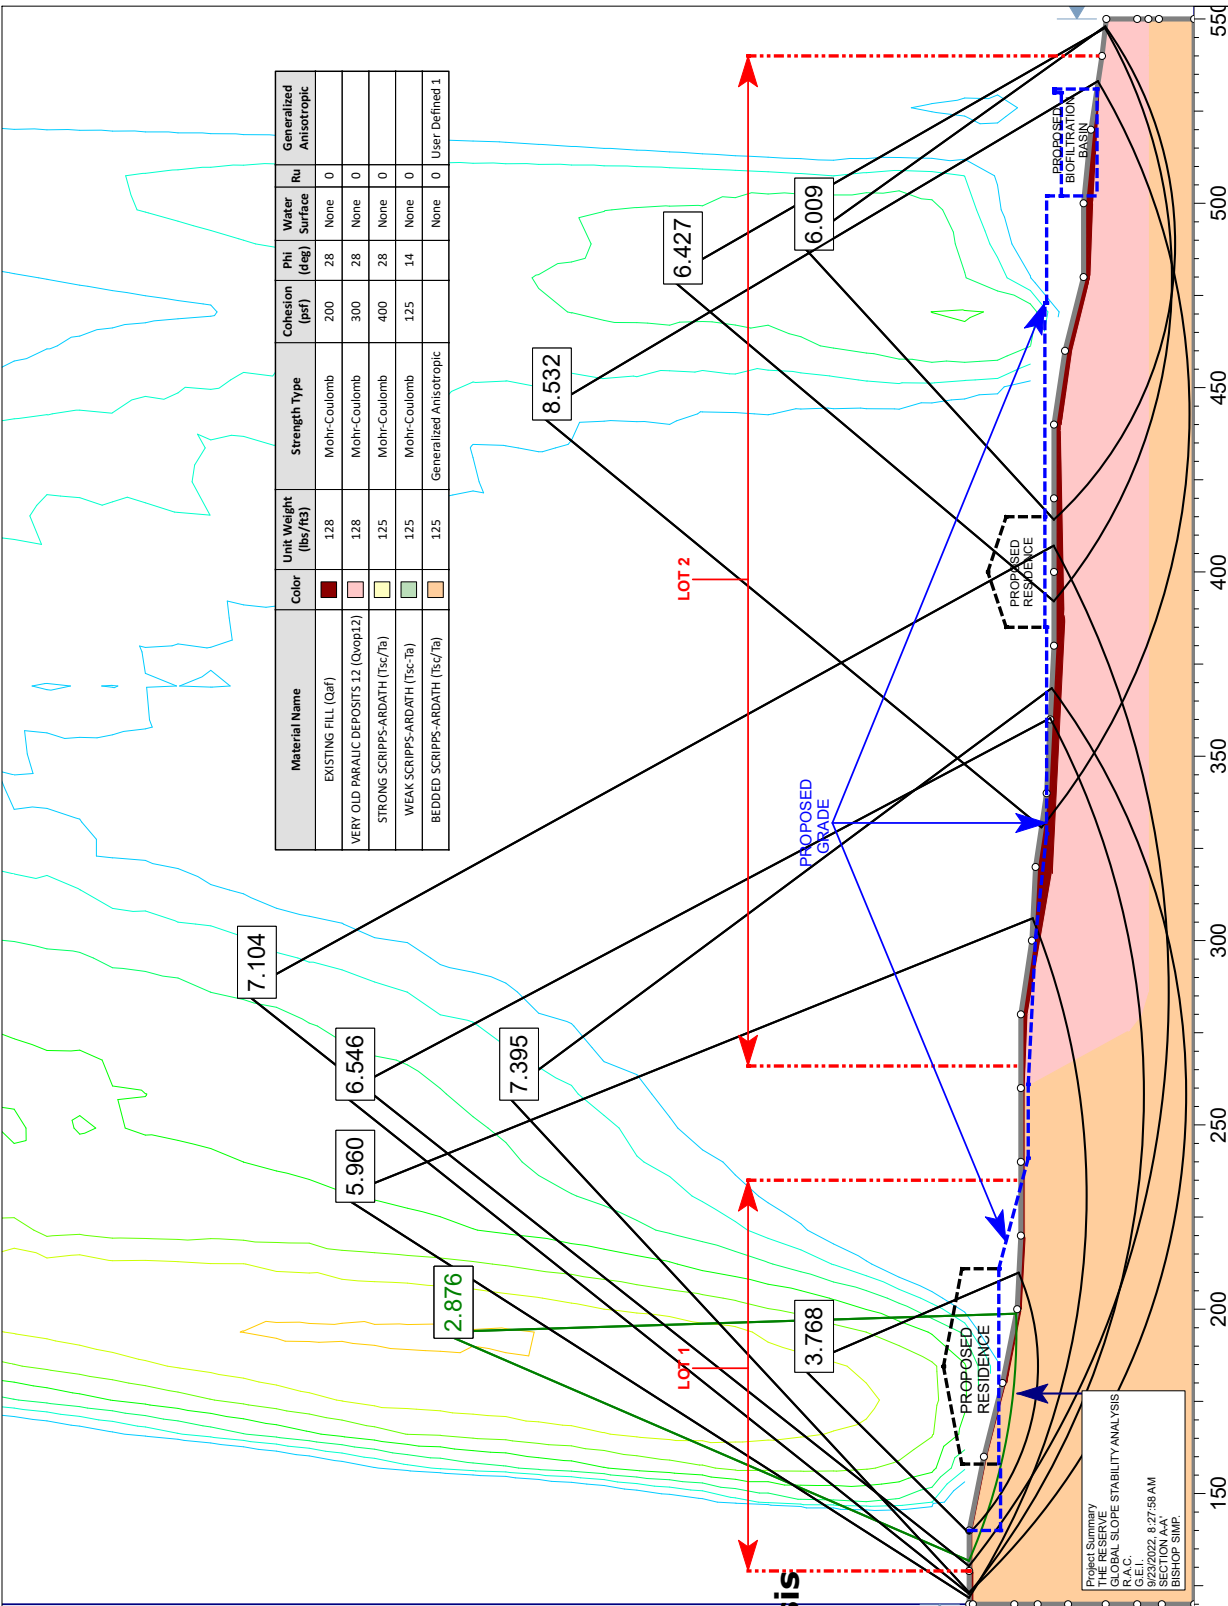 Material Name Color Unit Weight (lbs/ft3) Strength Type Cohesion (psf) Phi (deg) Water Surface Ru Generalized Anisotropic
EXISTING FILL (Qaf) 128 Mohr-Coulomb 200 28 None 0
VERY OLD PARALIC DEPOSITS 12 (Qvop12) 128 Mohr-Coulomb 300 28 None 0
STRONG SCRIPPS-ARDATH (Tsc/Ta) 125 Mohr-Coulomb 400 28 None 0
WEAK SCRIPPS-ARDATH (Tsc-Ta) 125 Mohr-Coulomb 125 14 None 0
BEDDED SCRIPPS-ARDATH (Tsc/Ta) 125 Generalized Anisotropic None 0 User Defined 1
7.104
6.546
5.960
7.395
2.876
3.768
8.532
6.427
6.009
LOT 1
LOT 2
PROPOSED
GRADE
PROPOSED
RESIDENCE
PROPOSED
RESIDENCE
PROPOSED
BIOFILTRATION
BASIN
sis
Project Summary
THE RESERVE
GLOBAL SLOPE STABILITY ANALYSIS
R.A.C.
G.E.I.
9/23/2022, 8:27:58 AM
SECTION A-A'
BISHOP SIMP.
150
200
250
300
350
400
450
500
550